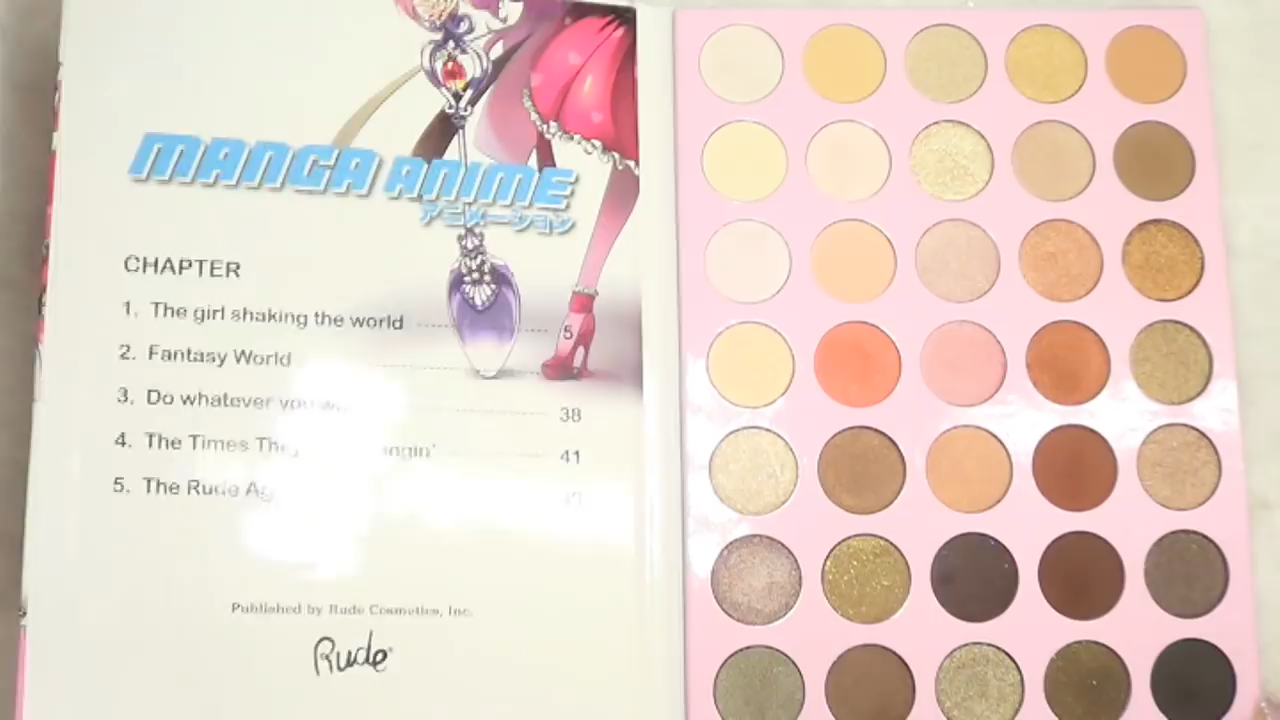 MANGA ANIME
アニメーション
CHAPTER
1. The girl shaking the world 5
2. Fantasy World
3. Do whatever you 38
4. The Times 41
5. The Rude
Published by Rude Cosmetics, Inc.
Rude